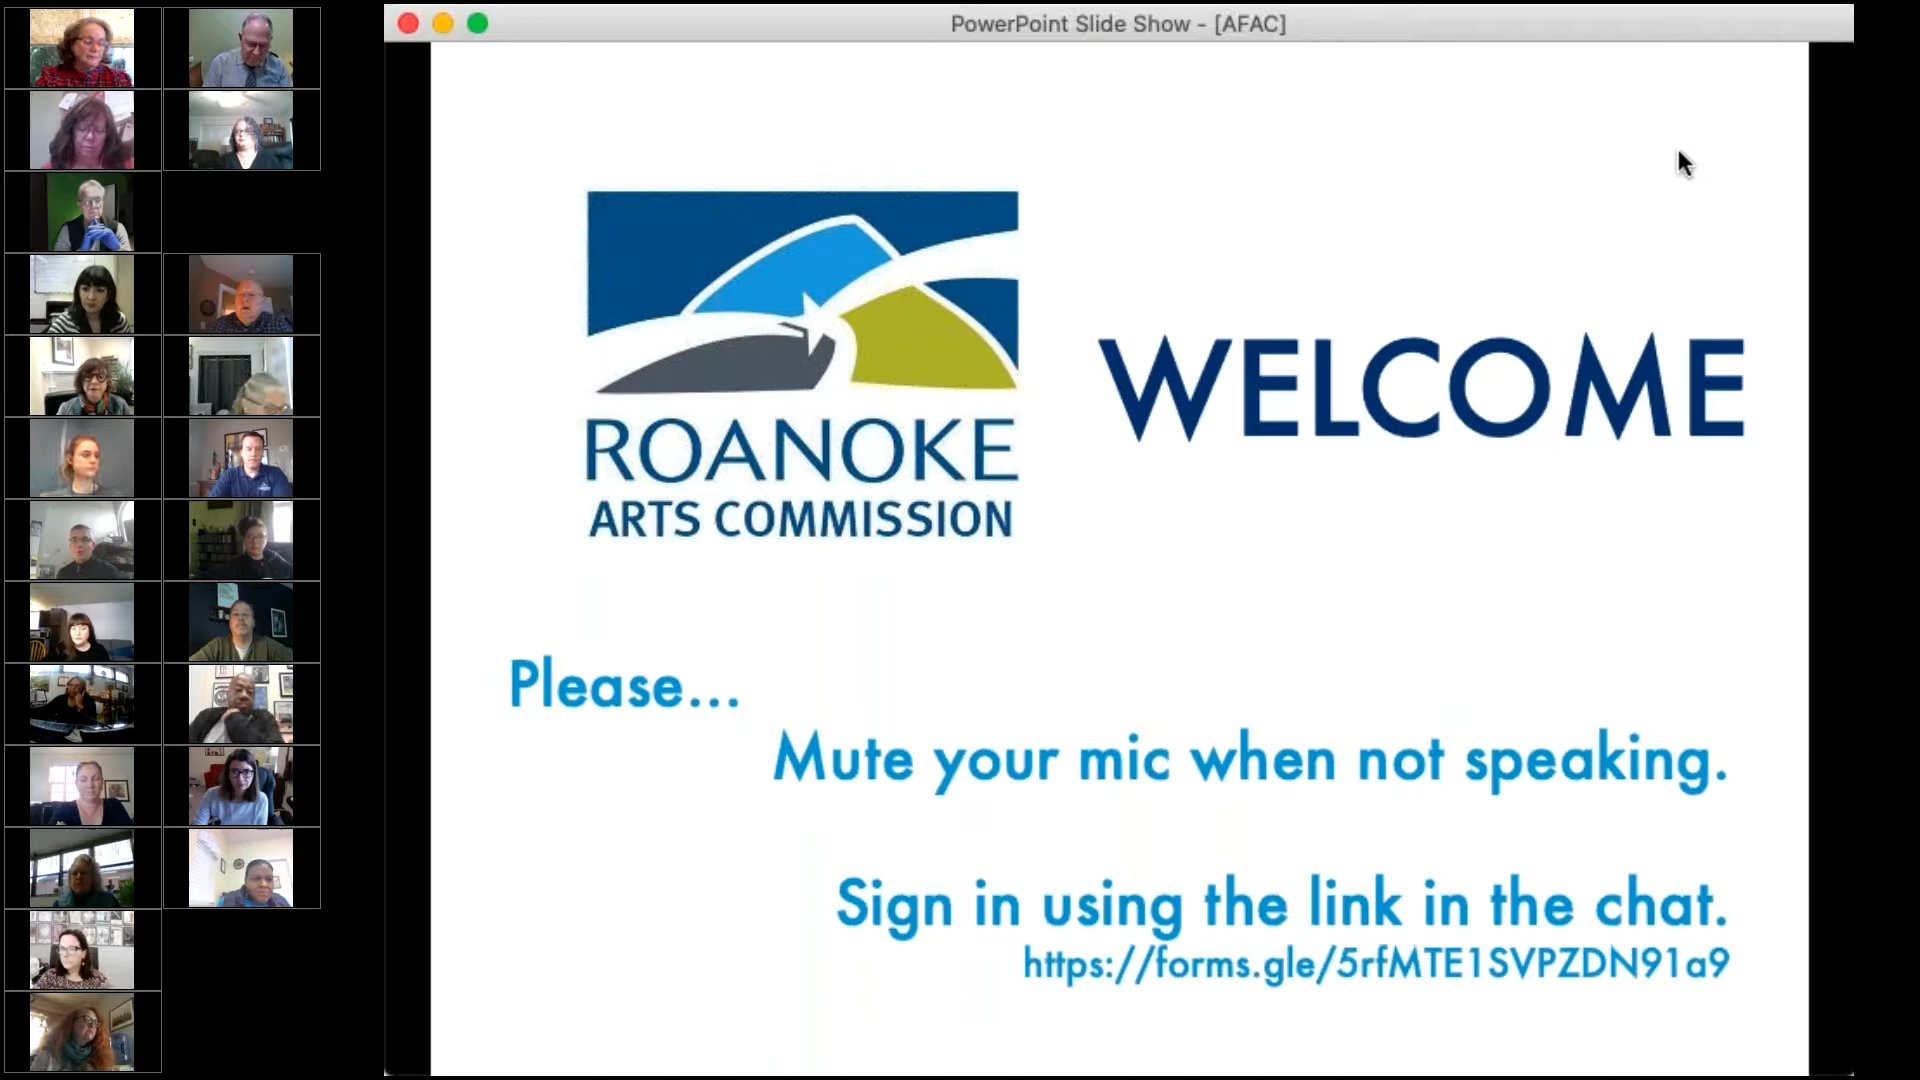 PowerPoint Slide Show - [AFAC]
ROANOKE
ARTS COMMISSION
WELCOME
Please...
Mute your mic when not speaking.
Sign in using the link in the chat.
https://forms.gle/5rfMTE1SVPZDN91a9